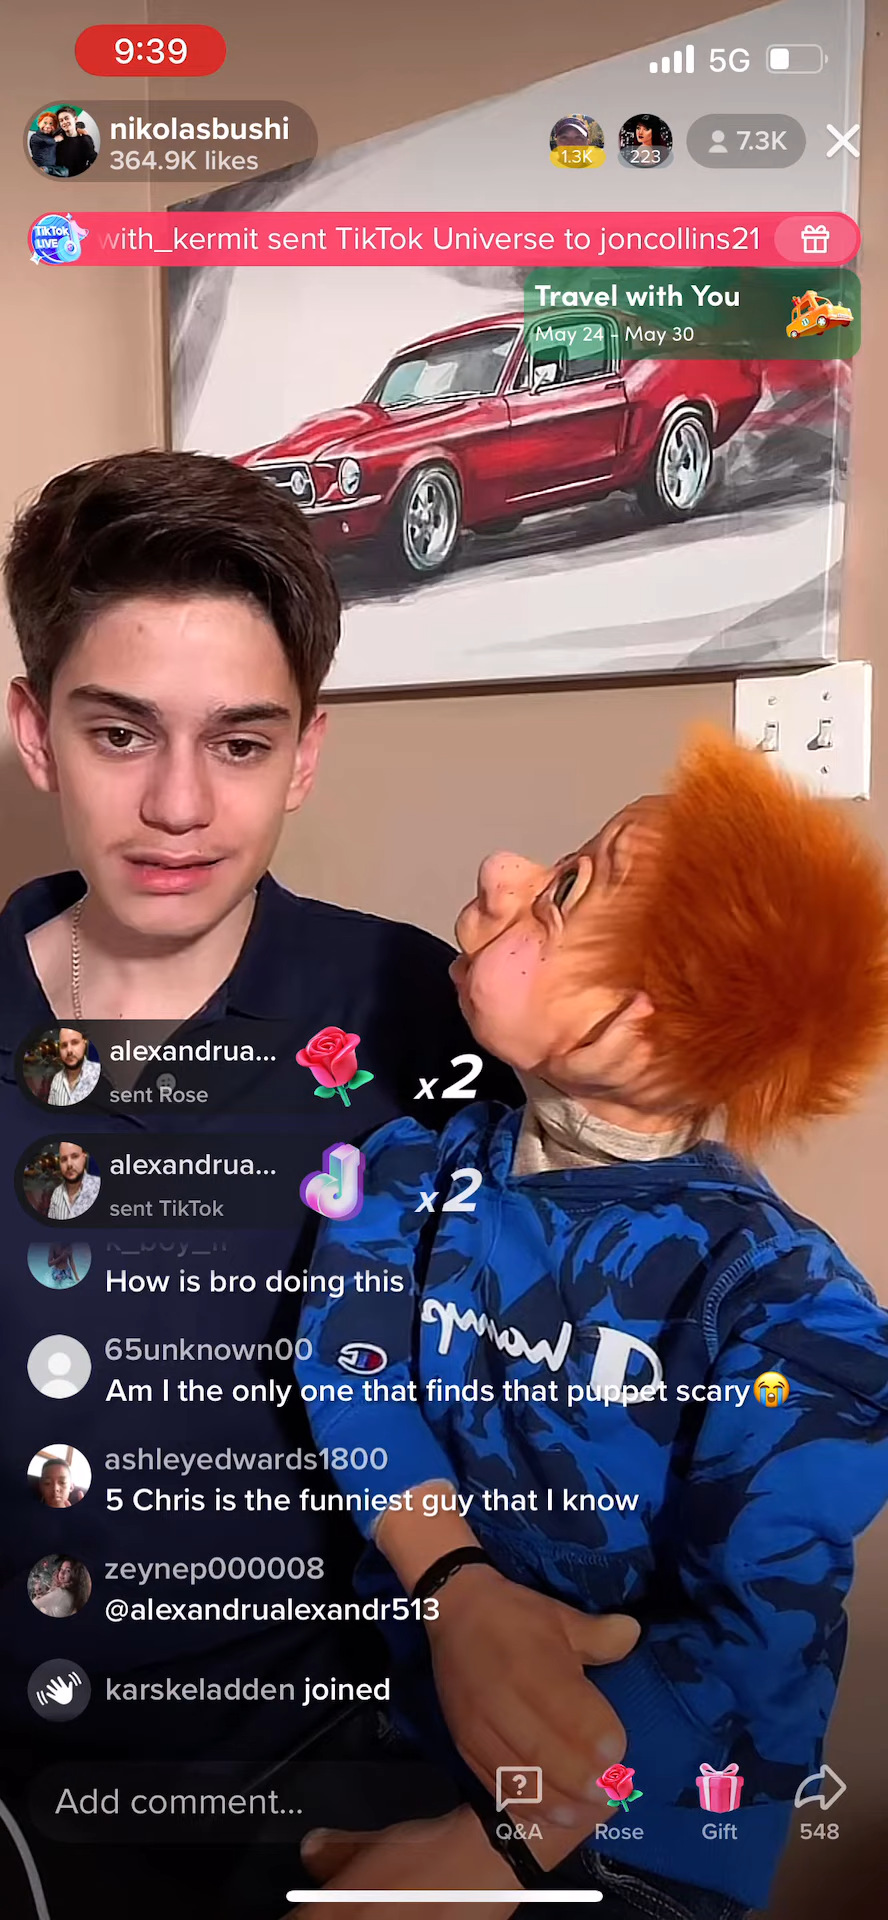 9:39
5G
nikolasbushi
364.9K likes
1.3K
223
7.3K
TikTok
LIVE
with_kermit sent TikTok Universe to joncollins21
Travel with You
May 24 - May 30
alexandrua...
sent Rose
x2
alexandrua...
sent TikTok
x2
How is bro doing this
65unknown00
Am I the only one that finds that puppet scary😭
ashleyedwards1800
5 Chris is the funniest guy that I know
zeynep000008
@alexandrualexandr513
karskeladden joined
Add comment...
Q&A
Rose
Gift
548